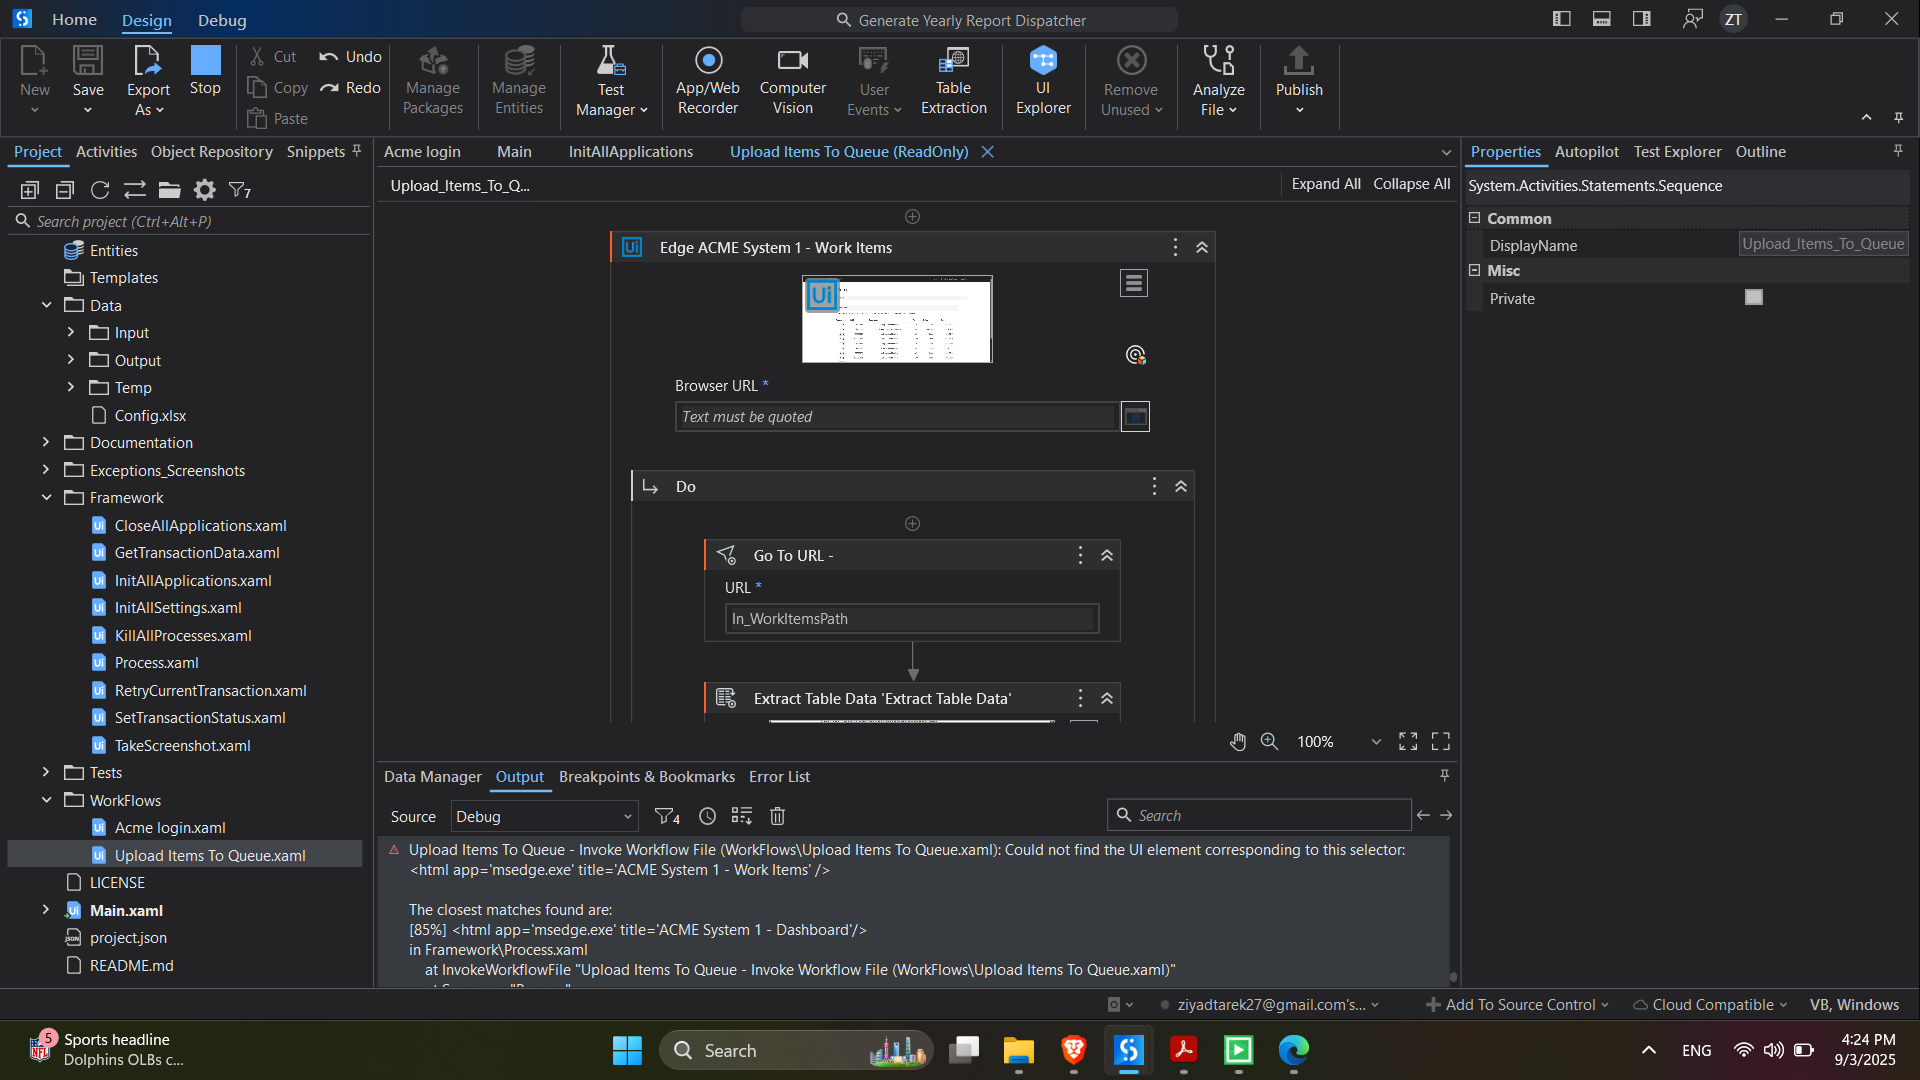 Home Design Debug
Generate Yearly Report Dispatcher
ZT
New
Save
Export As
Stop
Cut
Copy
Paste
Undo
Redo
Manage Packages
Manage Entities
Test Manager
App/Web Recorder
Computer Vision
User Events
Table Extraction
UI Explorer
Remove Unused
Analyze File
Publish
Project Activities Object Repository Snippets
7
Search project (Ctrl+Alt+P)
Entities
Templates
Data
Input
Output
Temp
Config.xlsx
Documentation
Exceptions_Screenshots
Framework
CloseAllApplications.xaml
GetTransactionData.xaml
InitAllApplications.xaml
InitAllSettings.xaml
KillAllProcesses.xaml
Process.xaml
RetryCurrentTransaction.xaml
SetTransactionStatus.xaml
TakeScreenshot.xaml
Tests
WorkFlows
Acme login.xaml
Upload Items To Queue.xaml
LICENSE
Main.xaml
project.json
README.md
Acme login Main InitAllApplications Upload Items To Queue (ReadOnly)
Upload_Items_To_Q... Expand All Collapse All
Ui Edge ACME System 1 - Work Items
Ui
Browser URL *
Text must be quoted
Do
Go To URL -
URL *
In_WorkItemsPath
Extract Table Data 'Extract Table Data'
100%
Data Manager Output Breakpoints & Bookmarks Error List
Source Debug 4 Search
Upload Items To Queue - Invoke Workflow File (WorkFlows\Upload Items To Queue.xaml): Could not find the UI element corresponding to this selector:
<html app='msedge.exe' title='ACME System 1 - Work Items' />
The closest matches found are:
[85%] <html app='msedge.exe' title='ACME System 1 - Dashboard'/>
in Framework\Process.xaml
at InvokeWorkflowFile "Upload Items To Queue - Invoke Workflow File (WorkFlows\Upload Items To Queue.xaml)"
Properties Autopilot Test Explorer Outline
System.Activities.Statements.Sequence
Common
DisplayName Upload_Items_To_Queue
Misc
Private
ziyadtarek27@gmail.com's... Add To Source Control Cloud Compatible VB, Windows
5
Sports headline
Dolphins OLBs c...
Search
ENG
4:24 PM
9/3/2025